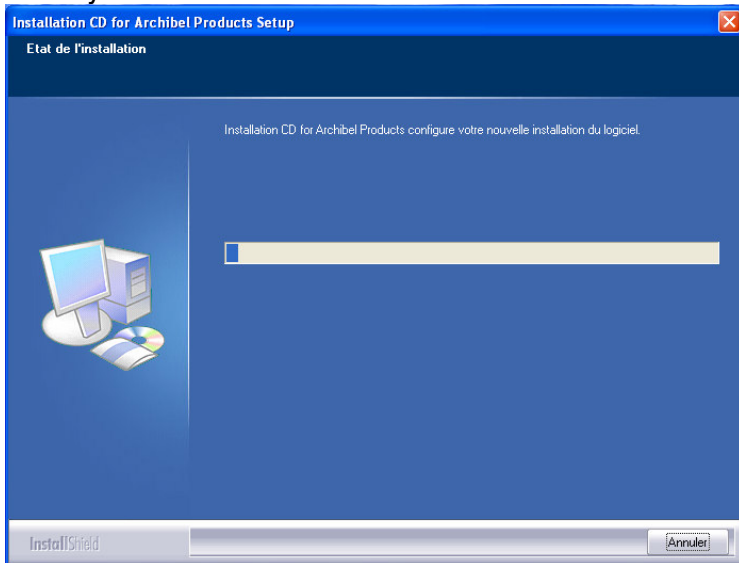 Installation CD for Archibel Products Setup
Etat de l'installation
Installation CD for Archibel Products configure votre nouvelle installation du logiciel.
InstallShield
Annuler